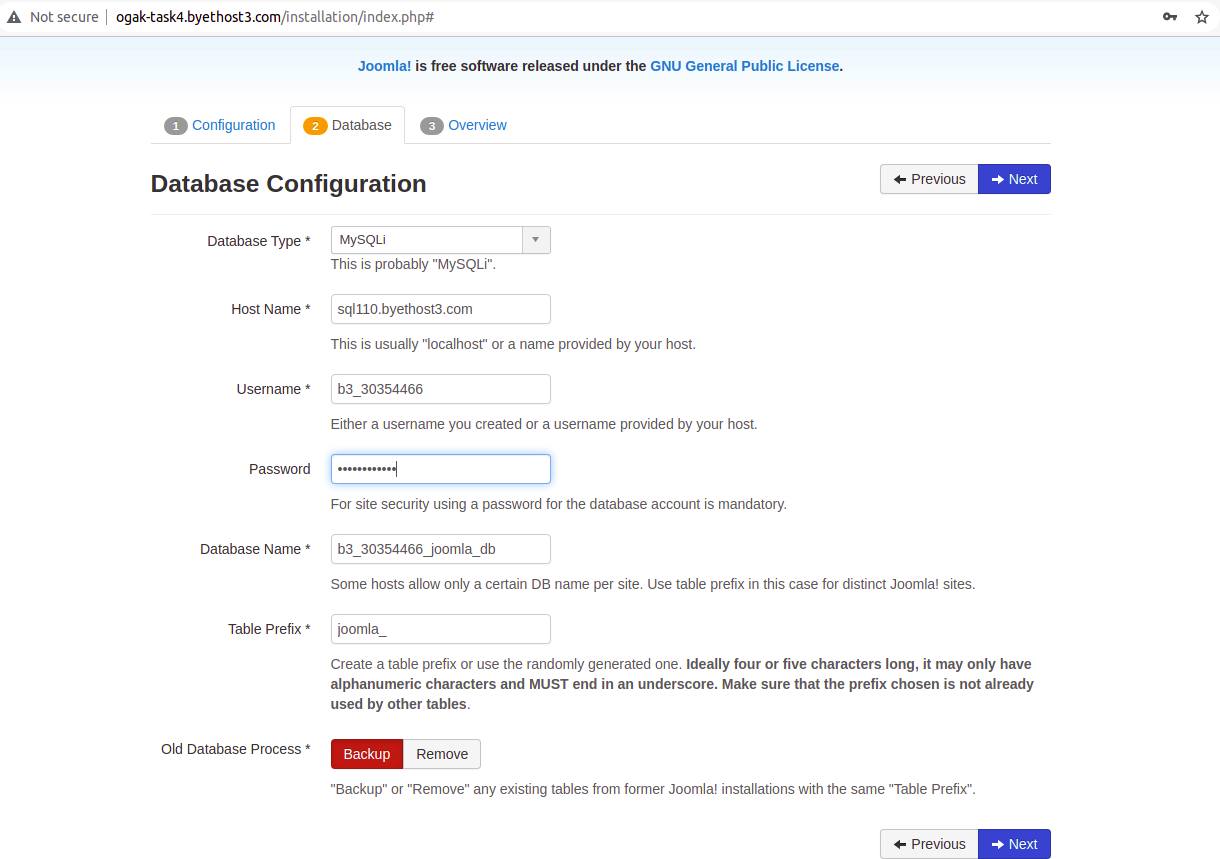 Not secure ogak-task4.byethost3.com/installation/index.php#
Joomla! is free software released under the GNU General Public License.
1 Configuration 2 Database 3 Overview
Database Configuration Previous Next
Database Type * MySQLi
This is probably "MySQLi".
Host Name * sql110.byethost3.com
This is usually "localhost" or a name provided by your host.
Username * b3_30354466
Either a username you created or a username provided by your host.
Password ••••••••••••
For site security using a password for the database account is mandatory.
Database Name * b3_30354466_joomla_db
Some hosts allow only a certain DB name per site. Use table prefix in this case for distinct Joomla! sites.
Table Prefix * joomla_
Create a table prefix or use the randomly generated one. Ideally four or five characters long, it may only have
alphanumeric characters and MUST end in an underscore. Make sure that the prefix chosen is not already
used by other tables.
Old Database Process * Backup Remove
"Backup" or "Remove" any existing tables from former Joomla! installations with the same "Table Prefix".
Previous Next